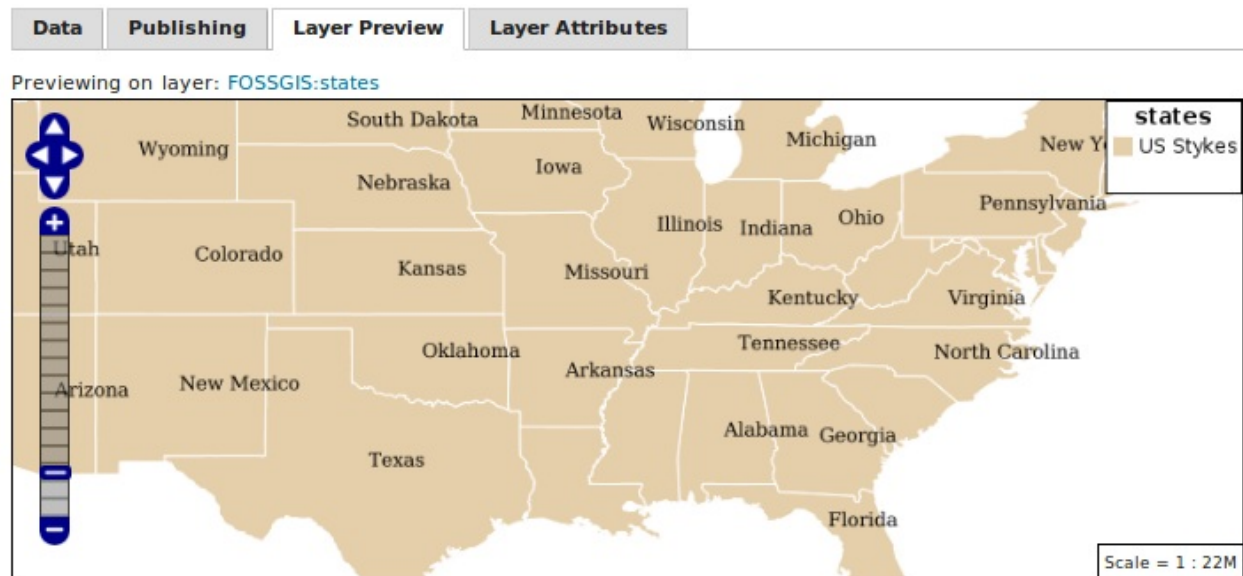 Data Publishing Layer Preview Layer Attributes
Previewing on layer: FOSSGIS:states
states
US Stykes
South Dakota
Minnesota
Wisconsin
Michigan
New Y
Wyoming
Nebraska
Iowa
Illinois
Indiana
Ohio
Pennsylvania
Utah
Colorado
Kansas
Missouri
Kentucky
Virginia
Oklahoma
Tennessee
North Carolina
Arizona
New Mexico
Arkansas
Texas
Alabama
Georgia
Florida
Scale = 1 : 22M